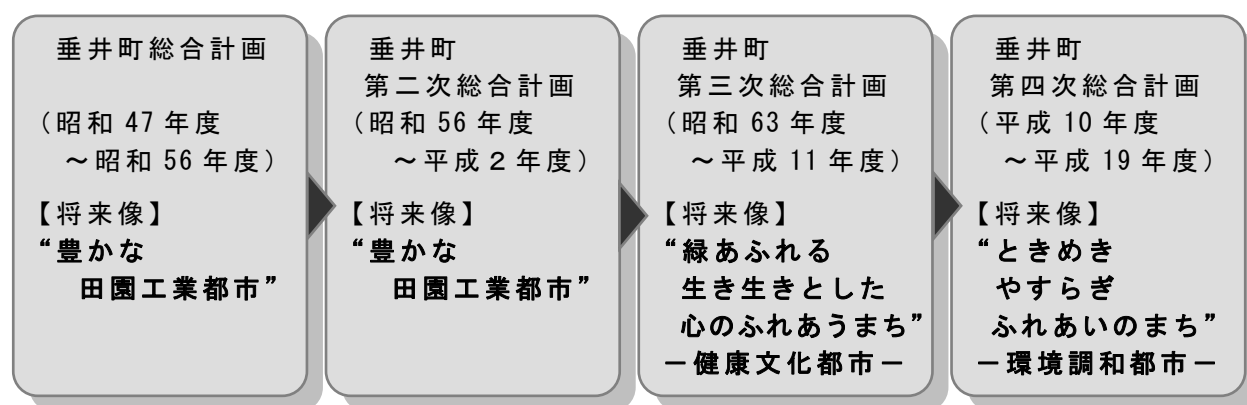 垂井町総合計画
（昭和 47 年度
～昭和 56 年度）
【将来像】
“豊かな
田園工業都市”
垂井町
第二次総合計画
（昭和 56 年度
～平成２年度）
【将来像】
“豊かな
田園工業都市”
垂井町
第三次総合計画
（昭和 63 年度
～平成 11 年度）
【将来像】
“緑あふれる
生き生きとした
心のふれあうまち”
－健康文化都市－
垂井町
第四次総合計画
（平成 10 年度
～平成 19 年度）
【将来像】
“ときめき
やすらぎ
ふれあいのまち”
－環境調和都市－